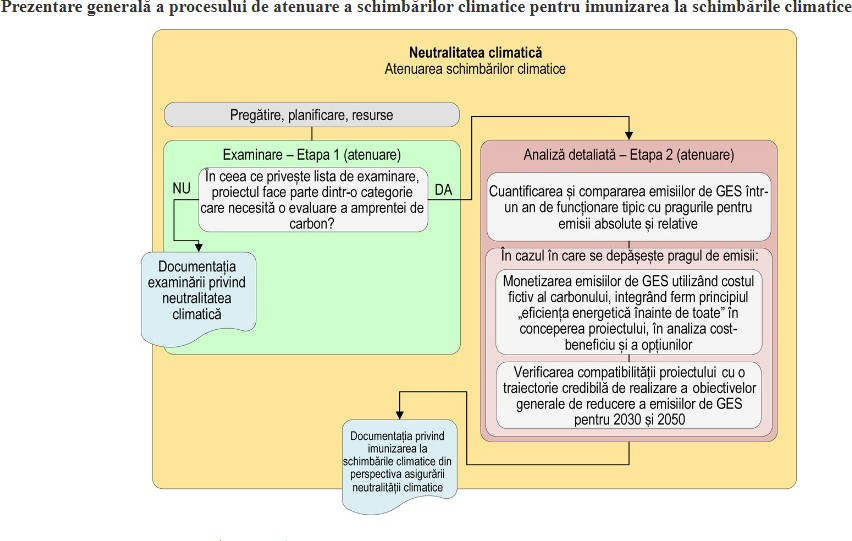 Prezentare generală a procesului de atenuare a schimbărilor climatice pentru imunizarea la schimbările climatice
Neutralitatea climatică
Atenuarea schimbărilor climatice
Pregătire, planificare, resurse
Examinare – Etapa 1 (atenuare)
În ceea ce privește lista de examinare,
proiectul face parte dintr-o categorie
care necesită o evaluare a amprentei de
carbon?
NU
DA
Documentația
examinării privind
neutralitatea
climatică
Analiză detaliată – Etapa 2 (atenuare)
Cuantificarea și compararea emisiilor de GES într-
un an de funcționare tipic cu pragurile pentru
emisii absolute și relative
În cazul în care se depășește pragul de emisii:
Monetizarea emisiilor de GES utilizând costul
fictiv al carbonului, integrând ferm principiul
„eficiența energetică înainte de toate” în
conceperea proiectului, în analiza cost-
beneficiu și a opțiunilor
Verificarea compatibilității proiectului cu o
traiectorie credibilă de realizare a obiectivelor
generale de reducere a emisiilor de GES
pentru 2030 și 2050
Documentația privind
imunizarea la
schimbările climatice din
perspectiva asigurării
neutralității climatice